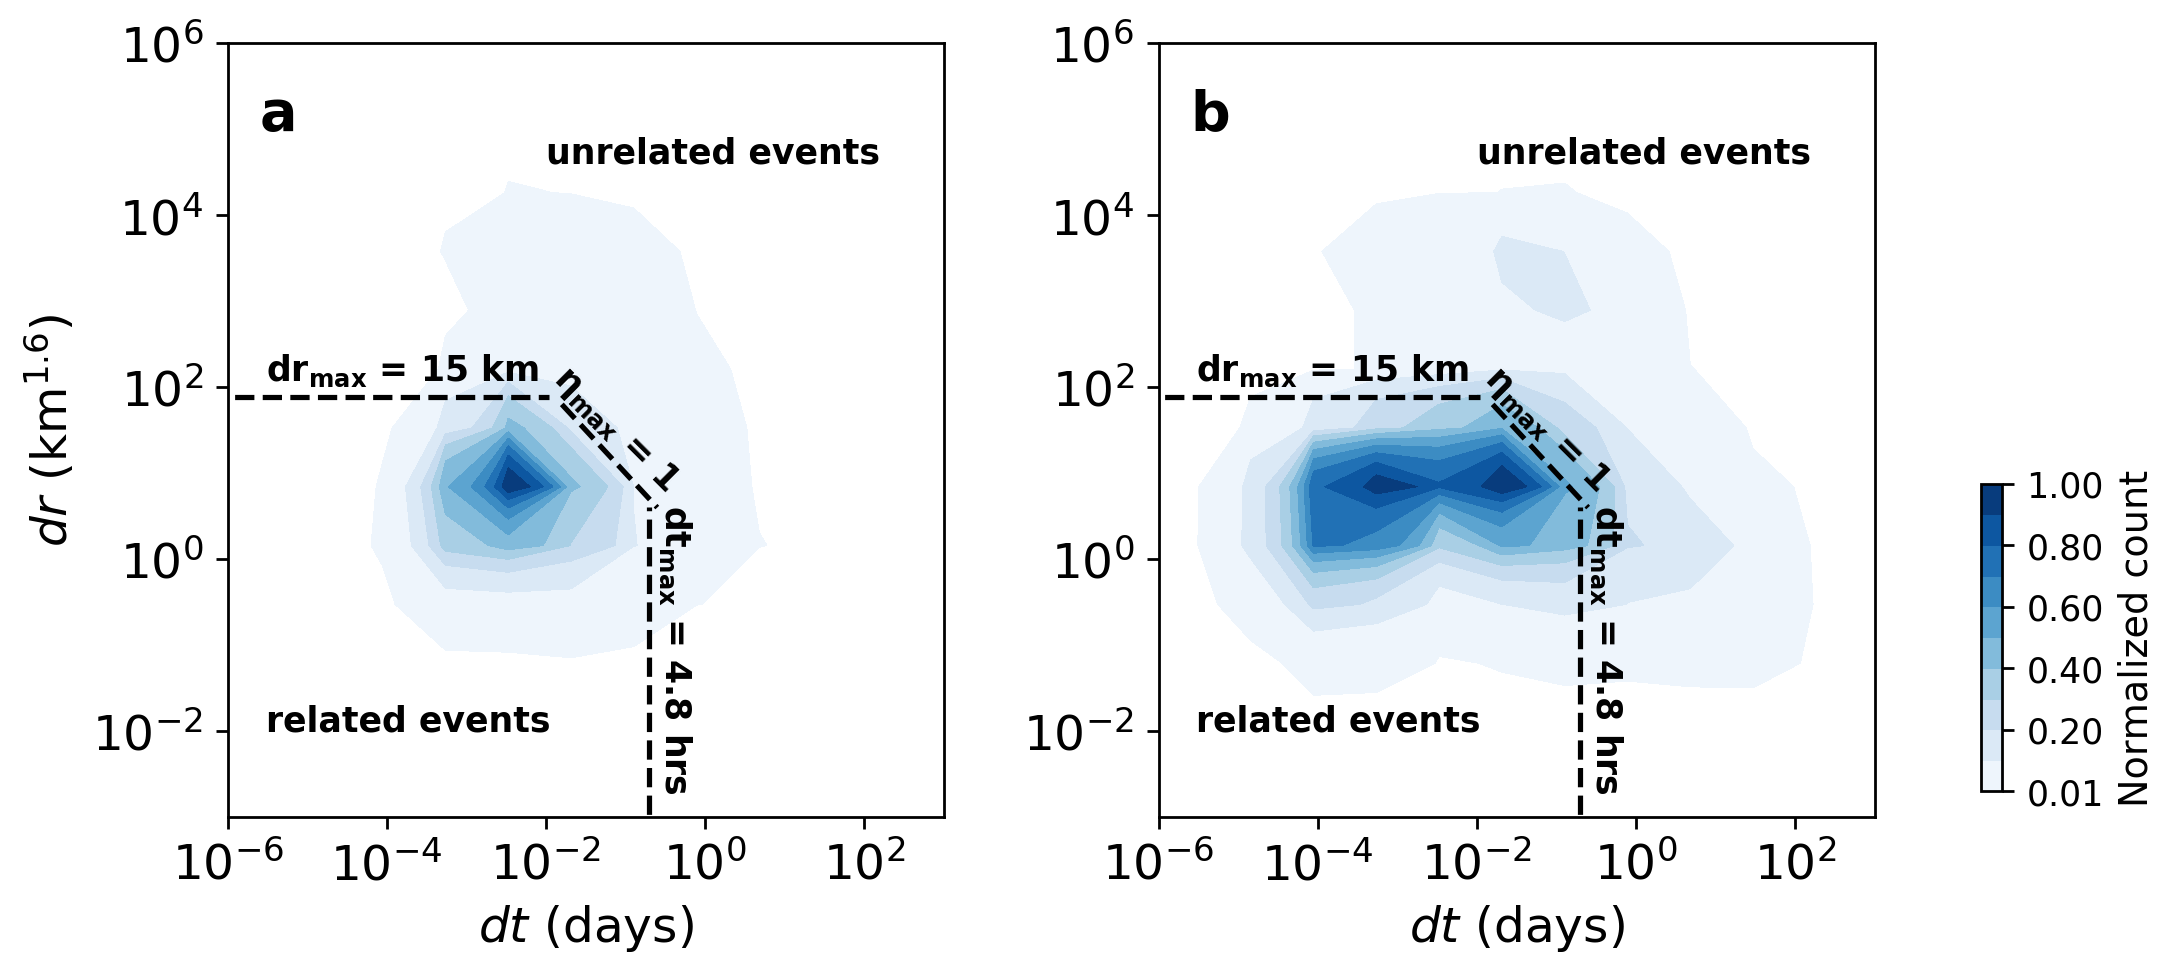 a
unrelated events
dr_max = 15 km
η_max = 1
dt_max = 4.8 hrs
related events
10^6
10^4
10^2
10^0
10^−2
dr (km^1.6)
10^−6 10^−4 10^−2 10^0 10^2
dt (days)
b
unrelated events
dr_max = 15 km
η_max = 1
dt_max = 4.8 hrs
related events
10^6
10^4
10^2
10^0
10^−2
10^−6 10^−4 10^−2 10^0 10^2
dt (days)
1.00
0.80
0.60
0.40
0.20
0.01
Normalized count